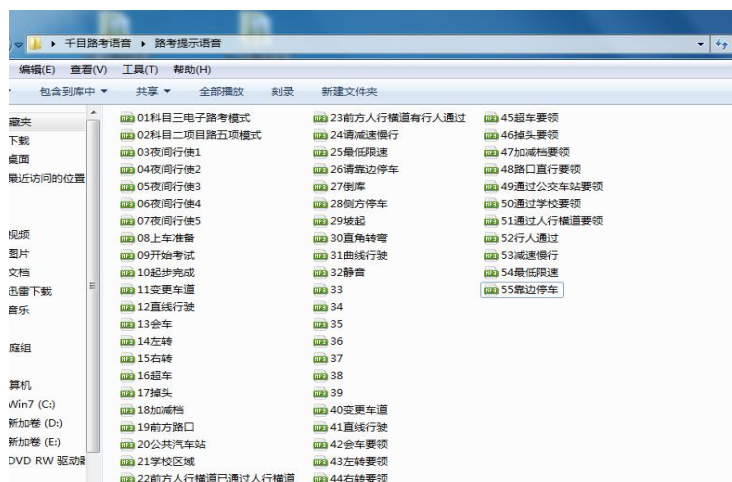 千目路考语音 ▸ 路考提示语音
编辑(E) 查看(V) 工具(T) 帮助(H)
包含到库中 共享 全部播放 刻录 新建文件夹
藏夹
下载
桌面
最近访问的位置
视频
图片
文档
迅雷下载
音乐
庭组
算机
Win7 (C:)
新加卷 (D:)
新加卷 (E:)
DVD RW 驱动器
01科目三电子路考模式
02科目二项目路五项模式
03夜间行使1
04夜间行使2
05夜间行使3
06夜间行使4
07夜间行使5
08上车准备
09开始考试
10起步完成
11变更车道
12直线行驶
13会车
14左转
15右转
16超车
17掉头
18加减档
19前方路口
20公共汽车站
21学校区域
22前方人行横道已通过人行横道
23前方人行横道有行人通过
24请减速慢行
25最低限速
26请靠边停车
27倒库
28侧方停车
29坡起
30直角转弯
31曲线行驶
32静音
33
34
35
36
37
38
39
40变更车道
41直线行驶
42会车要领
43左转要领
44右转要领
45超车要领
46掉头要领
47加减档要领
48路口直行要领
49通过公交车站要领
50通过学校要领
51通过人行横道要领
52行人通过
53减速慢行
54最低限速
55靠边停车